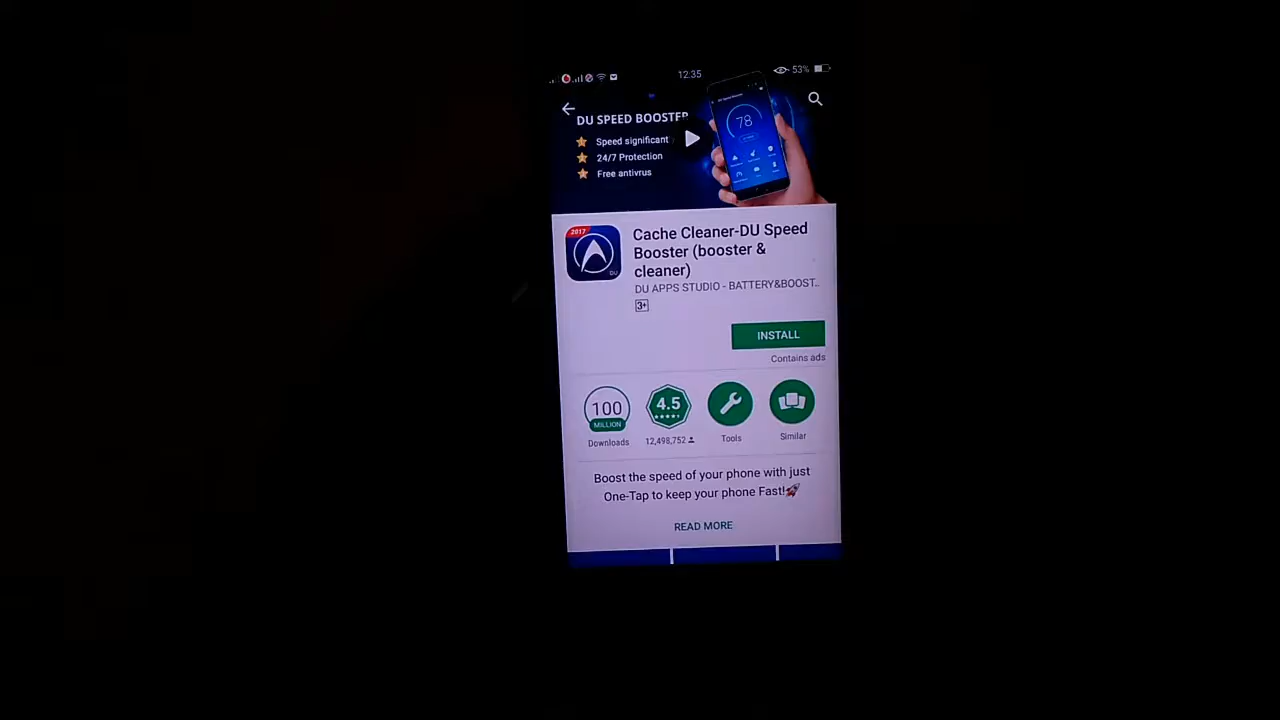 12.35
53%
DU SPEED BOOSTER
Speed significant
24/7 Protection
Free antivrus
78
2017
DU
Cache Cleaner-DU Speed
Booster (booster &
cleaner)
DU APPS STUDIO - BATTERY&BOOST..
3+
INSTALL
Contains ads
100
MILLION
Downloads
4.5
12,498,752
Tools
Similar
Boost the speed of your phone with just
One-Tap to keep your phone Fast!🚀
READ MORE